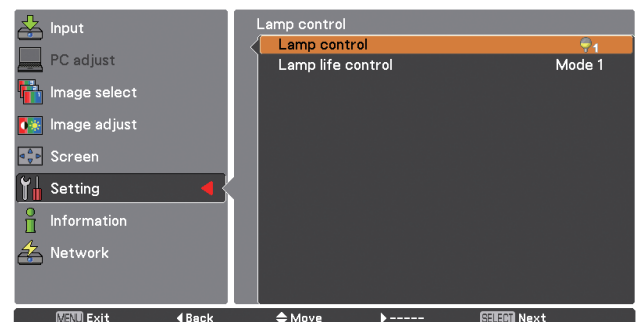 Input
PC adjust
Image select
Image adjust
Screen
Setting
Information
Network
Lamp control
Lamp control 1
Lamp life control Mode 1
MENU Exit Back Move ----- SELECT Next